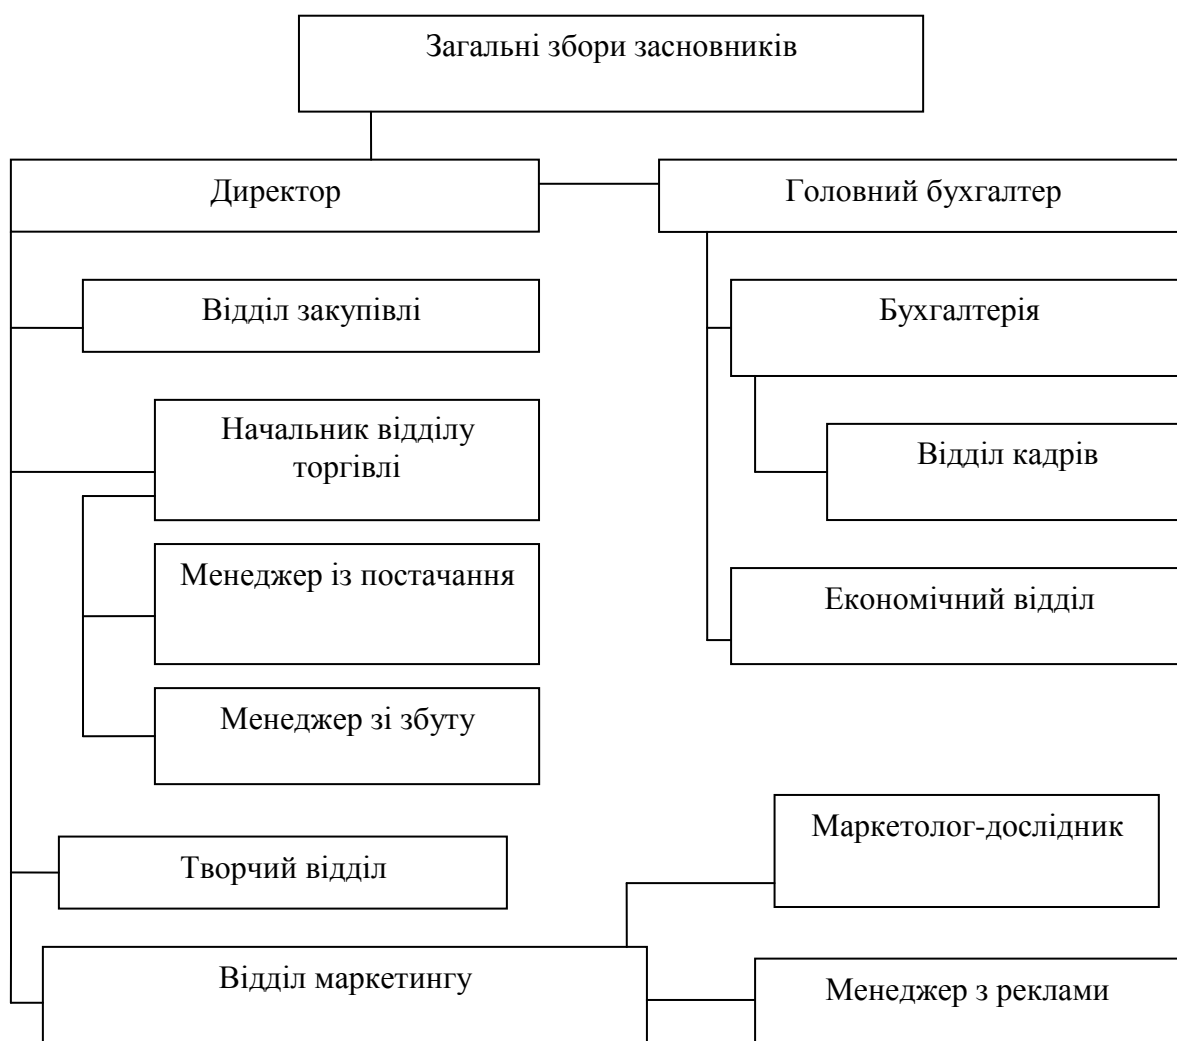 Загальні збори засновників
Директор
Головний бухгалтер
Відділ закупівлі
Бухгалтерія
Начальник відділу
торгівлі
Відділ кадрів
Менеджер із постачання
Економічний відділ
Менеджер зі збуту
Маркетолог-дослідник
Творчий відділ
Відділ маркетингу
Менеджер з реклами